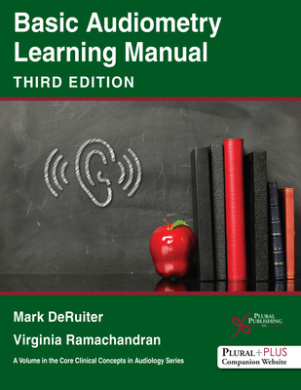 Basic Audiometry
Learning Manual
THIRD EDITION
PLURAL
PUBLISHING
INC.
Mark DeRuiter
Virginia Ramachandran
A Volume in the Core Clinical Concepts in Audiology Series
PLURAL+PLUS
Companion Website